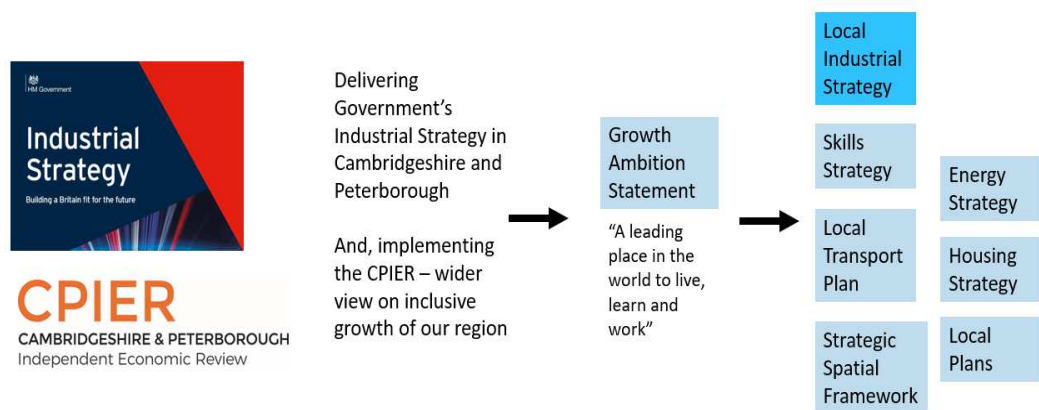 HM Government
Industrial
Strategy
Building a Britain fit for the future
CPIER
CAMBRIDGESHIRE & PETERBOROUGH
Independent Economic Review
Delivering
Government’s
Industrial Strategy in
Cambridgeshire and
Peterborough
And, implementing
the CPIER – wider
view on inclusive
growth of our region
Growth
Ambition
Statement
“A leading
place in the
world to live,
learn and
work”
Local
Industrial
Strategy
Skills
Strategy
Local
Transport
Plan
Strategic
Spatial
Framework
Energy
Strategy
Housing
Strategy
Local
Plans